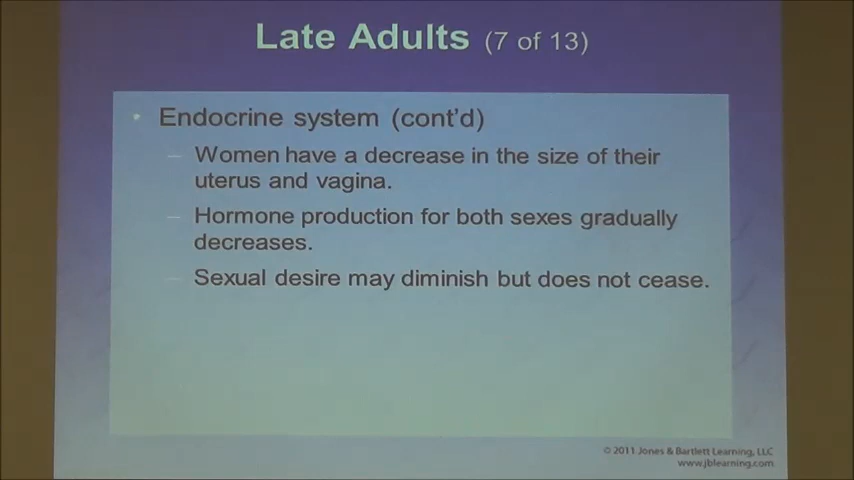 Late Adults (7 of 13)
• Endocrine system (cont'd)
– Women have a decrease in the size of their
uterus and vagina.
– Hormone production for both sexes gradually
decreases.
– Sexual desire may diminish but does not cease.
© 2011 Jones & Bartlett Learning, LLC
www.jblearning.com